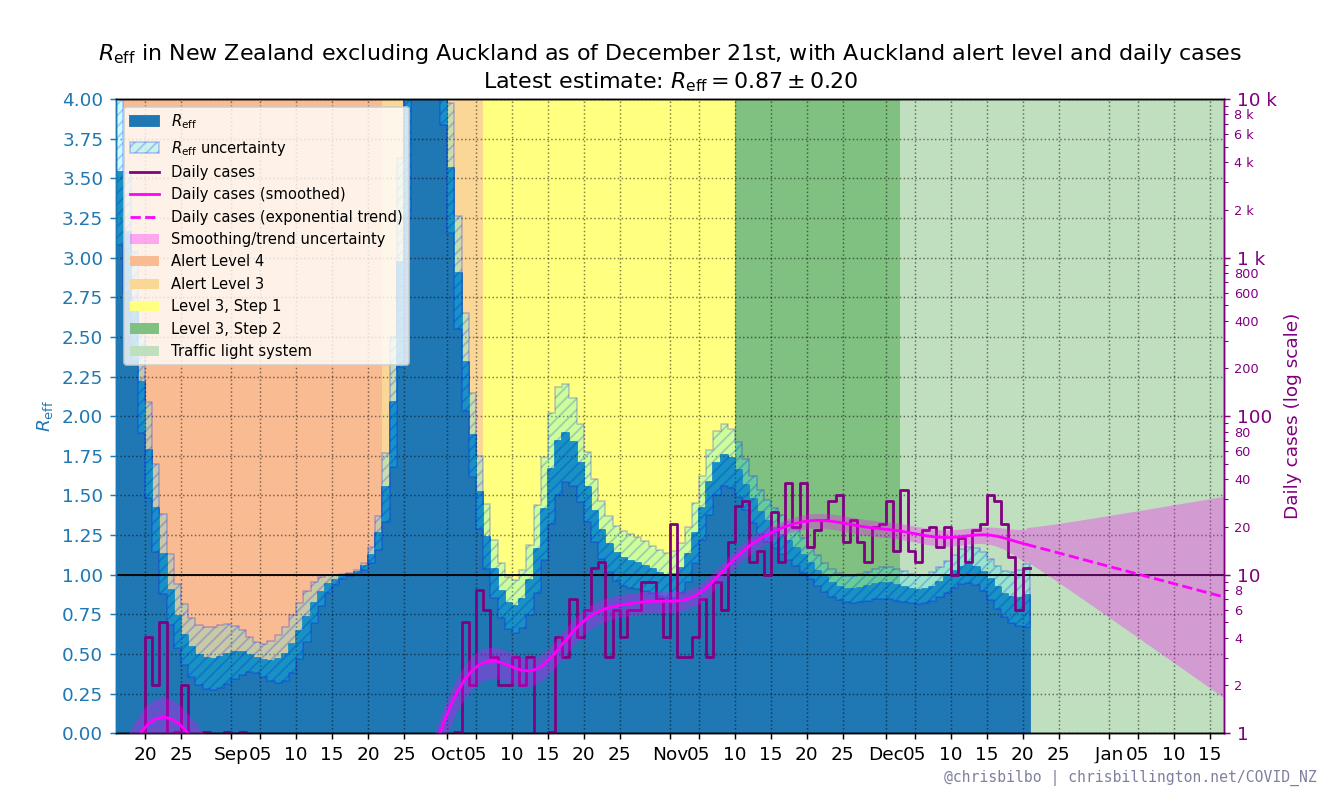 Reff in New Zealand excluding Auckland as of December 21st, with Auckland alert level and daily cases
Latest estimate: Reff = 0.87 ± 0.20
Reff
Reff uncertainty
Daily cases
Daily cases (smoothed)
Daily cases (exponential trend)
Smoothing/trend uncertainty
Alert Level 4
Alert Level 3
Level 3, Step 1
Level 3, Step 2
Traffic light system
4.00
3.75
3.50
3.25
3.00
2.75
2.50
2.25
2.00
1.75
1.50
1.25
1.00
0.75
0.50
0.25
0.00
Reff
10 k
8 k
6 k
4 k
2 k
1 k
800
600
400
200
100
80
60
40
20
10
8
6
4
2
1
Daily cases (log scale)
20 25 Sep 05 10 15 20 25 Oct 05 10 15 20 25 Nov 05 10 15 20 25 Dec 05 10 15 20 25 Jan 05 10 15
@chrisbilbo | chrisbillington.net/COVID_NZ